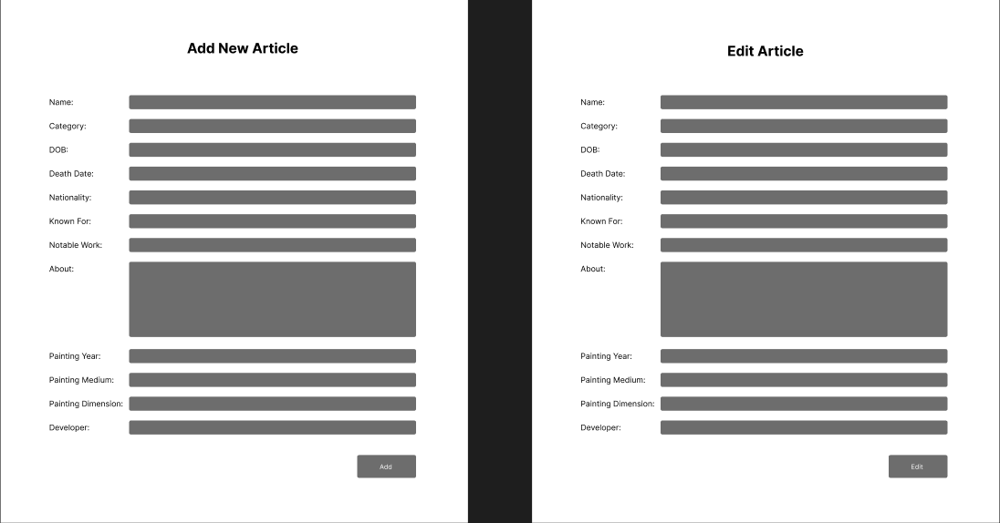 Add New Article
Name:
Category:
DOB:
Death Date:
Nationality:
Known For:
Notable Work:
About:
Painting Year:
Painting Medium:
Painting Dimension:
Developer:
Add
Edit Article
Name:
Category:
DOB:
Death Date:
Nationality:
Known For:
Notable Work:
About:
Painting Year:
Painting Medium:
Painting Dimension:
Developer:
Edit